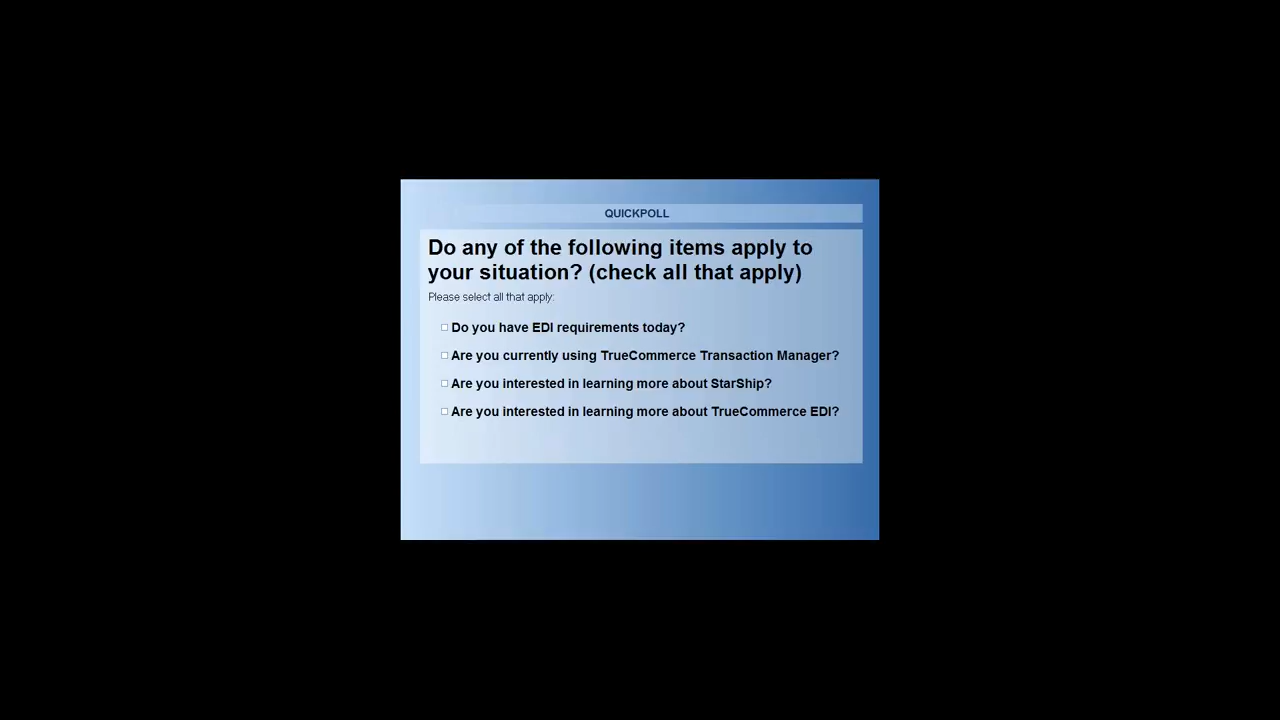 QUICKPOLL
Do any of the following items apply to
your situation? (check all that apply)
Please select all that apply:
Do you have EDI requirements today?
Are you currently using TrueCommerce Transaction Manager?
Are you interested in learning more about StarShip?
Are you interested in learning more about TrueCommerce EDI?